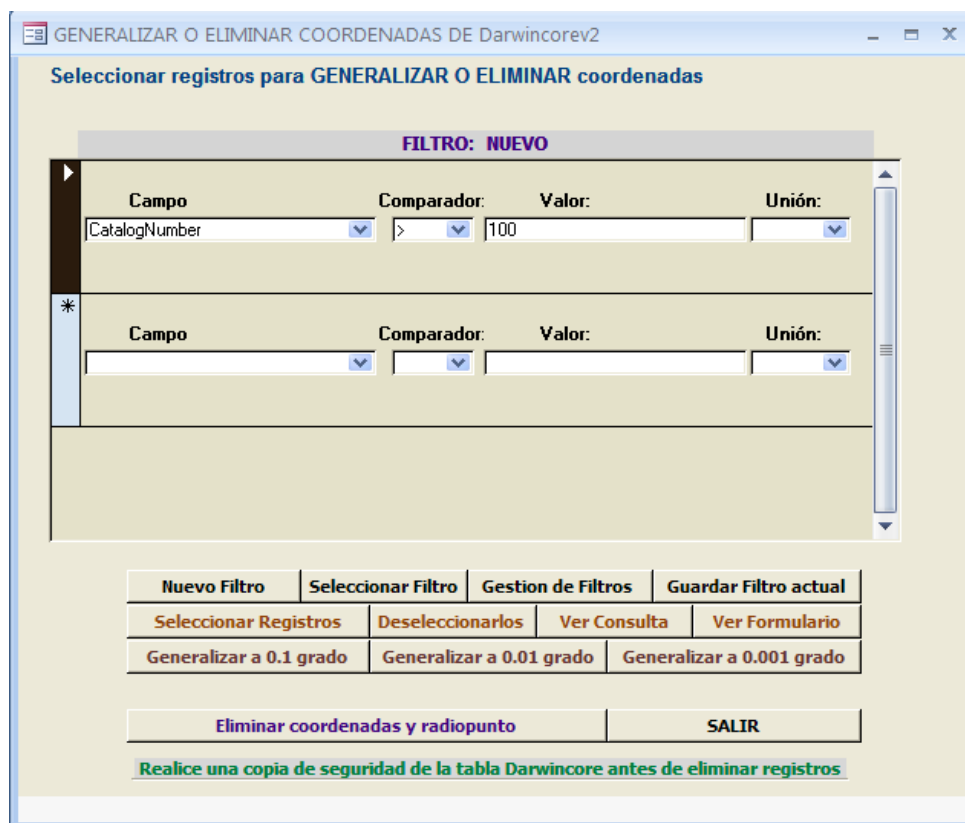 GENERALIZAR O ELIMINAR COORDENADAS DE Darwincorev2
Seleccionar registros para GENERALIZAR O ELIMINAR coordenadas
FILTRO: NUEVO
Campo Comparador: Valor: Unión:
CatalogNumber > 100
Campo Comparador: Valor: Unión:
Nuevo Filtro Seleccionar Filtro Gestion de Filtros Guardar Filtro actual
Seleccionar Registros Deseleccionarlos Ver Consulta Ver Formulario
Generalizar a 0.1 grado Generalizar a 0.01 grado Generalizar a 0.001 grado
Eliminar coordenadas y radiopunto SALIR
Realice una copia de seguridad de la tabla Darwincore antes de eliminar registros